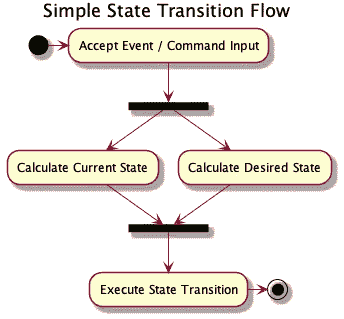 Simple State Transition Flow
Accept Event / Command Input
Calculate Current State
Calculate Desired State
Execute State Transition